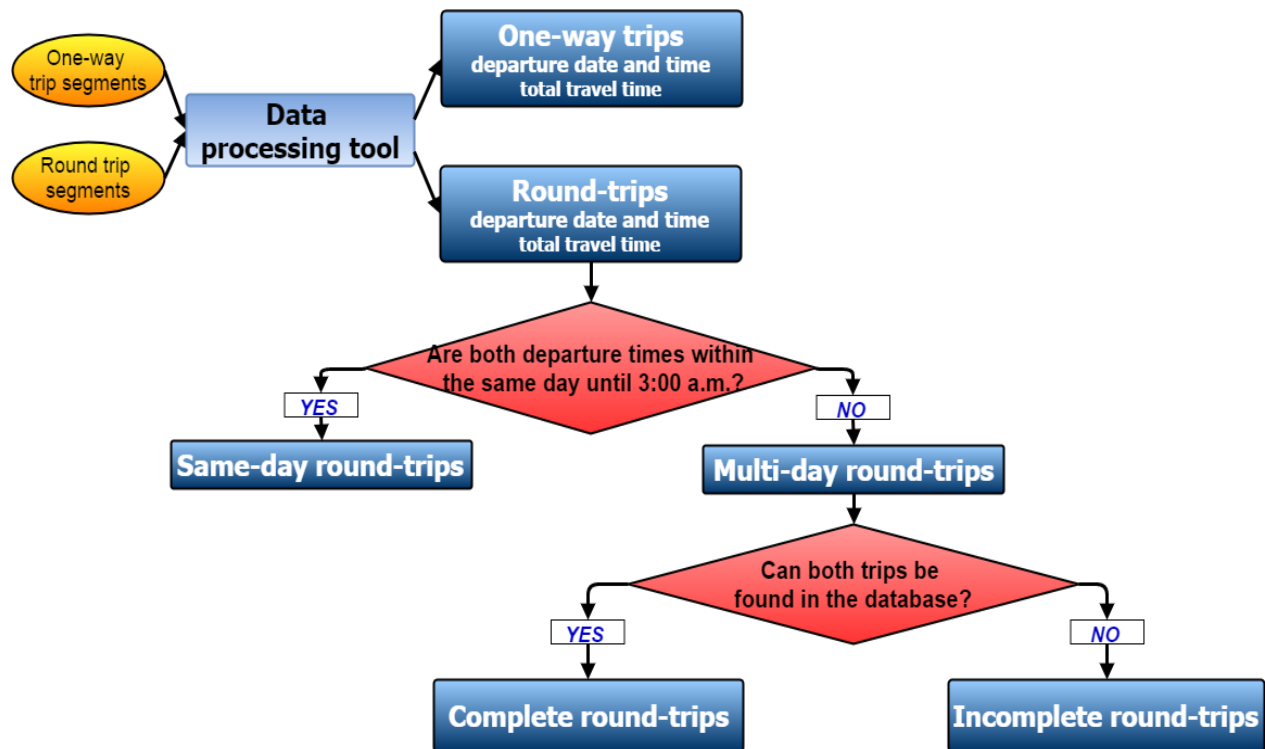 One-way
trip segments
Round trip
segments
Data
processing tool
One-way trips
departure date and time
total travel time
Round-trips
departure date and time
total travel time
Are both departure times within
the same day until 3:00 a.m.?
YES
NO
Same-day round-trips
Multi-day round-trips
Can both trips be
found in the database?
YES
NO
Complete round-trips
Incomplete round-trips